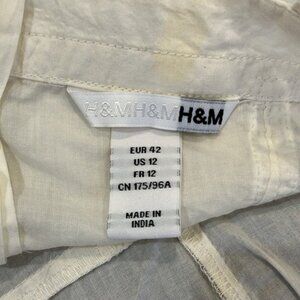 H&MH&MH&M
EUR 42
US 12
FR 12
CN 175/96A
MADE IN
INDIA